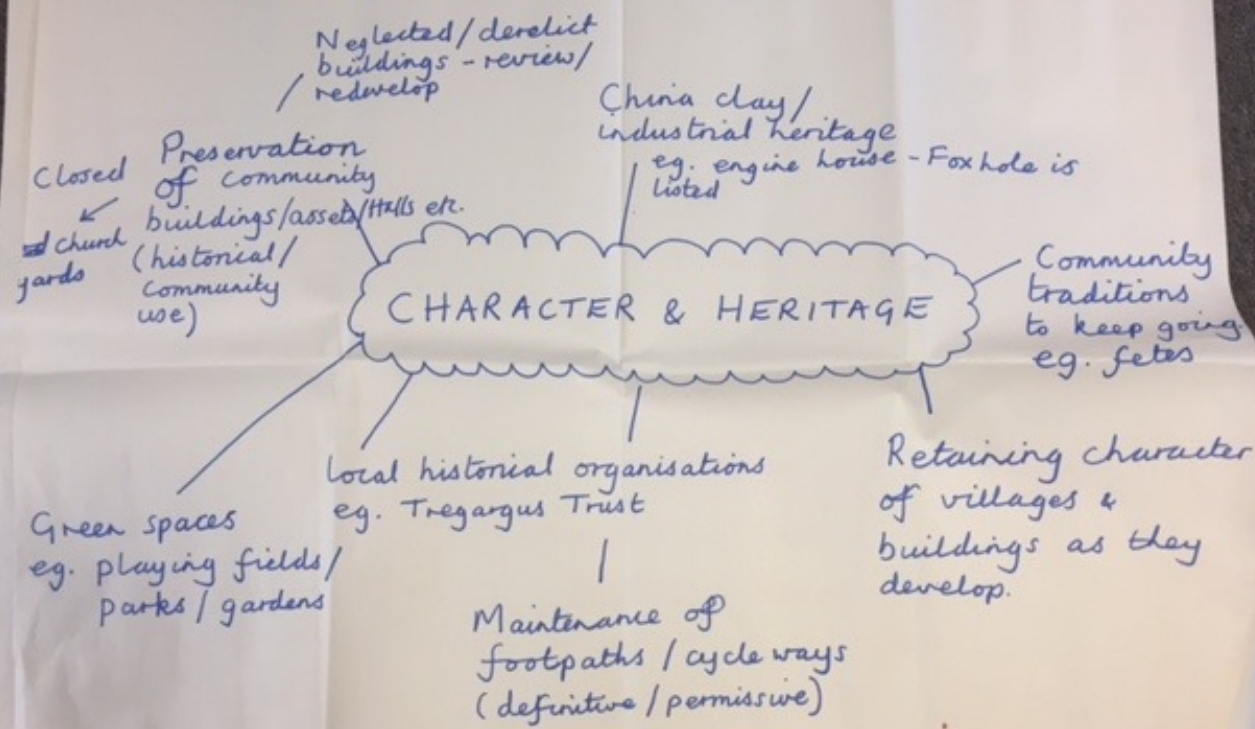 Neglected/derelict
buildings - review/
redevelop
China clay/
industrial heritage
eg. engine house - Foxhole is
listed
Preservation
of community
buildings/assets/Halls etc.
(historical/
community
use)
Closed
church
yards
CHARACTER & HERITAGE
Community
traditions
to keep going
eg. fetes
Green spaces
eg. playing fields/
parks/gardens
Local historical organisations
eg. Tregargus Trust
Maintenance of
footpaths/cycle ways
(definitive/permissive)
Retaining character
of villages &
buildings as they
develop.